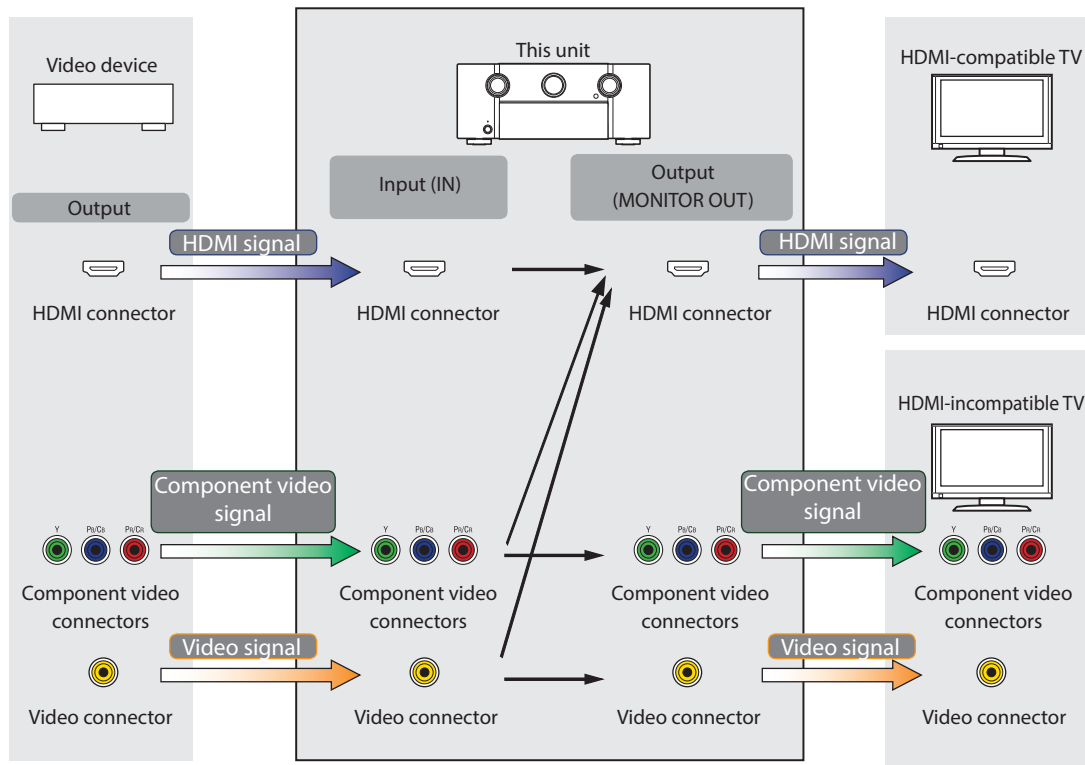 Video device
This unit
HDMI-compatible TV
Input (IN)
Output
(MONITOR OUT)
Output
HDMI signal
HDMI signal
HDMI connector
HDMI connector
HDMI connector
HDMI connector
HDMI-incompatible TV
Component video
signal
Component video
signal
Y PB/CB PR/CR
Y PB/CB PR/CR
Y PB/CB PR/CR
Y PB/CB PR/CR
Component video
connectors
Component video
connectors
Component video
connectors
Component video
connectors
Video signal
Video signal
Video connector
Video connector
Video connector
Video connector